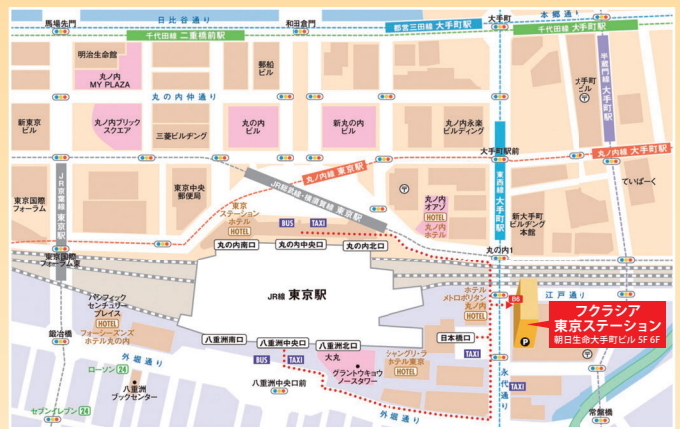 日比谷通り
馬場先門
和田倉門
大手町
本郷通り
千代田線 二重橋前駅
都営三田線 大手町駅
千代田線 大手町駅
明治生命館
丸ノ内
MY PLAZA
郵船
ビル
大手町
ビル
半蔵門線 大手町駅
丸の内仲通り
新東京
ビル
丸ノ内ブリック
スクエア
三菱ビルヂング
丸の内
ビル
新丸の内
ビル
丸ノ内永楽
ビルディング
大手町駅前
丸ノ内線 大手町駅
丸ノ内線 東京駅
JR京葉線 東京駅
東京中央
郵便局
JR総武線・横須賀線 東京駅
東西線 大手町駅
ていぱーく
東京国際
フォーラム
東京
ステーション
ホテル
HOTEL
BUS
TAXI
丸ノ内
オアゾ
HOTEL
丸ノ内
ホテル
新大手町
ビルヂング
本館
丸の内南口
丸の内中央口
丸の内北口
丸の内1
東京国際
フォーラム東
JR線 東京駅
パシフィック
センチュリー
プレイス
HOTEL
フォーシーズンズ
ホテル丸の内
ホテル
メトロポリタン
丸ノ内
HOTEL
B6
江戸通り
フクラシア
東京ステーション
朝日生命大手町ビル 5F 6F
P
鍛冶橋
八重洲南口
八重洲中央口
八重洲北口
日本橋口
BUS
TAXI
大丸
シャングリ・ラ
ホテル東京
HOTEL
TAXI
外堀通り
ローソン 24
グラントウキョウ
ノースタワー
八重洲
ブックセンター
八重洲中央口前
永代通り
TAXI
セブンイレブン 24
外堀通り
常盤橋